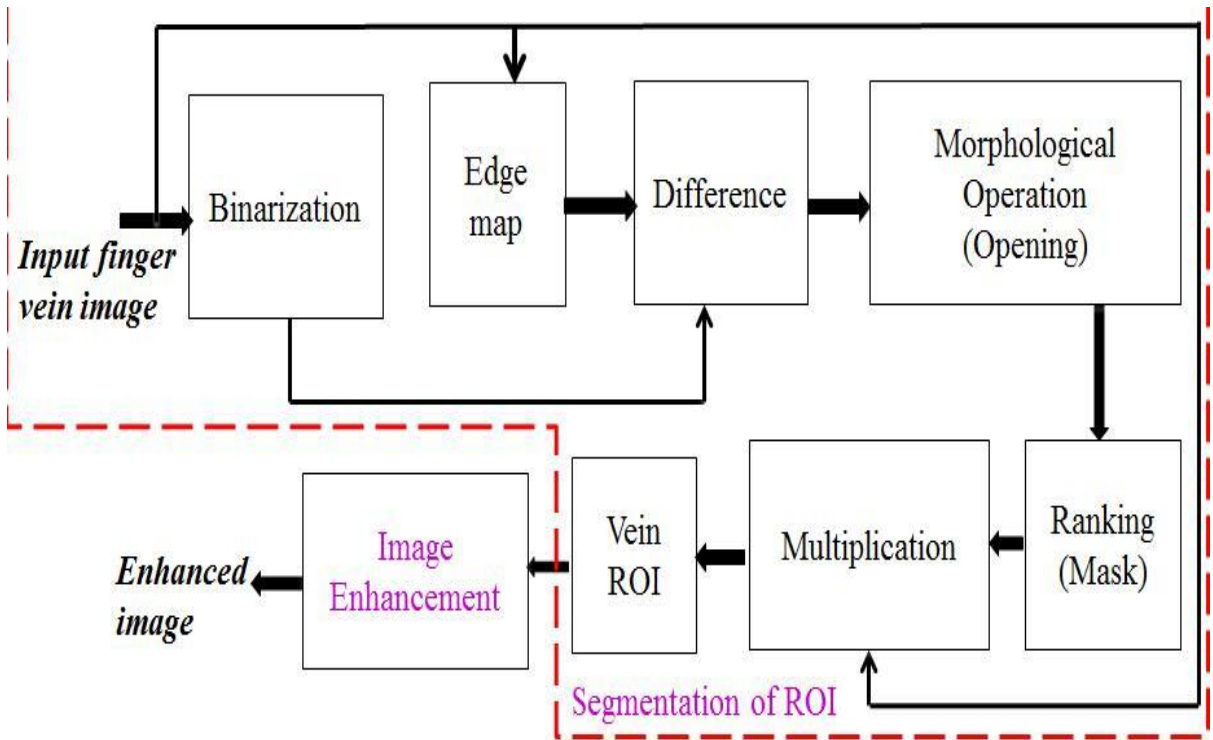 Input finger
vein image
Binarization
Edge
map
Difference
Morphological
Operation
(Opening)
Enhanced
image
Image
Enhancement
Vein
ROI
Multiplication
Ranking
(Mask)
Segmentation of ROI